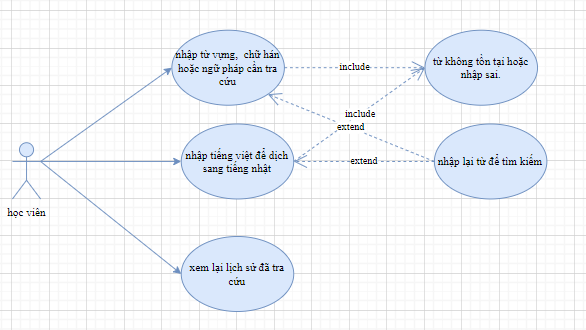 nhập từ vựng, chữ hán
hoặc ngữ pháp cần tra
cứu
include
từ không tồn tại hoặc
nhập sai.
include
extend
nhập tiếng việt để dịch
sang tiếng nhật
extend
nhập lại từ để tìm kiếm
học viên
xem lại lịch sử đã tra
cứu